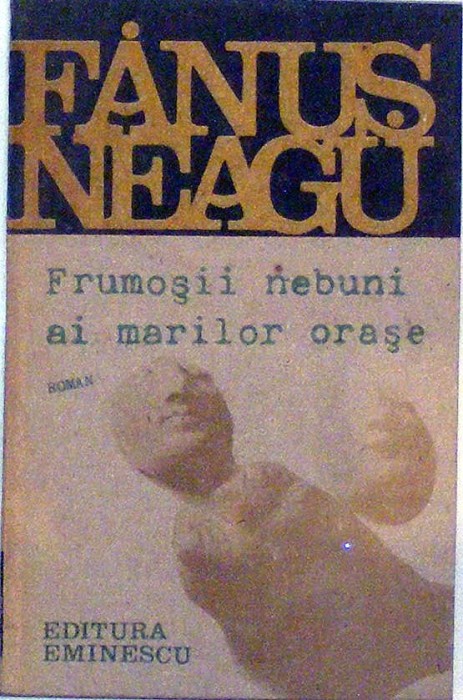 FĂNUȘ
NEAGU
Frumoşii nebuni
ai marilor oraşe
ROMAN
EDITURA
EMINESCU